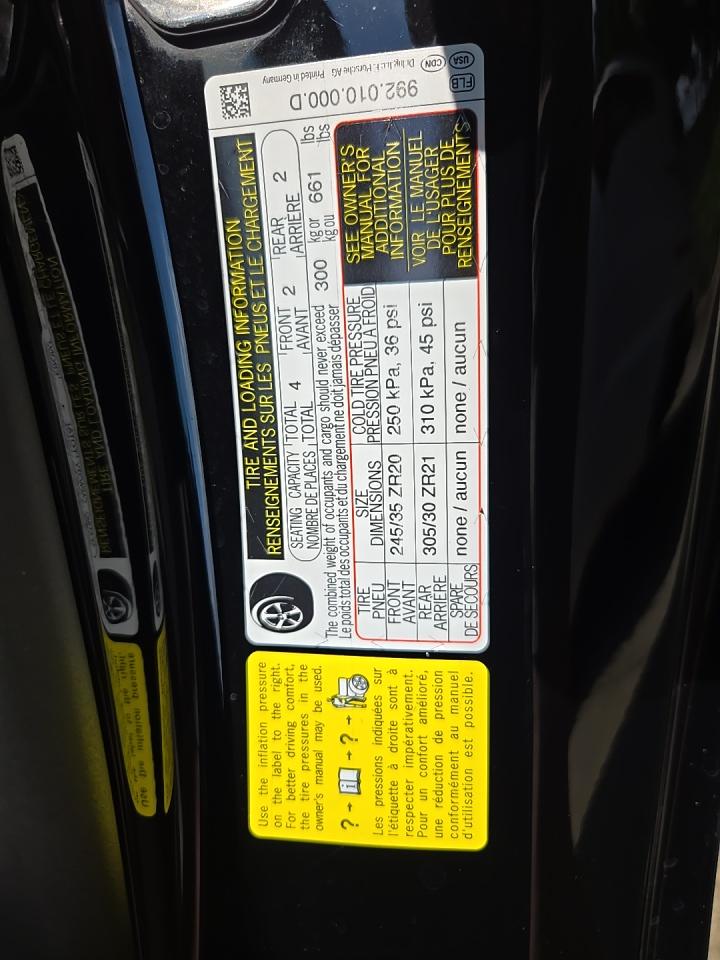 Use the inflation pressure
on the label to the right.
For better driving comfort,
the tire pressures in the
owner's manual may be used.
? → → ? →
Les pressions indiquées sur
l'étiquette à droite sont à
respecter impérativement.
Pour un confort amélioré,
une réduction de pression
conformément au manuel
d'utilisation est possible.
TIRE AND LOADING INFORMATION
RENSEIGNEMENTS SUR LES PNEUS ET LE CHARGEMENT
SEATING CAPACITY TOTAL 4 FRONT 2 REAR 2
NOMBRE DE PLACES TOTAL AVANT ARRIÈRE
The combined weight of occupants and cargo should never exceed 300 kg or 661 lbs
Le poids total des occupants et du chargement ne doit jamais dépasser kg ou lbs
TIRE SIZE COLD TIRE PRESSURE
PNEU DIMENSIONS PRESSION PNEU A FROID
FRONT 245/35 ZR20 250 kPa, 36 psi
AVANT
REAR 305/30 ZR21 310 kPa, 45 psi
ARRIÈRE
SPARE none / aucun none / aucun
DE SECOURS
SEE OWNER'S
MANUAL FOR
ADDITIONAL
INFORMATION
VOIR LE MANUEL
DE L'USAGER
POUR PLUS DE
RENSEIGNEMENTS
992.010.000.D FLB
Dr.Ing.h.c.F.Porsche AG Printed in Germany CDN USA